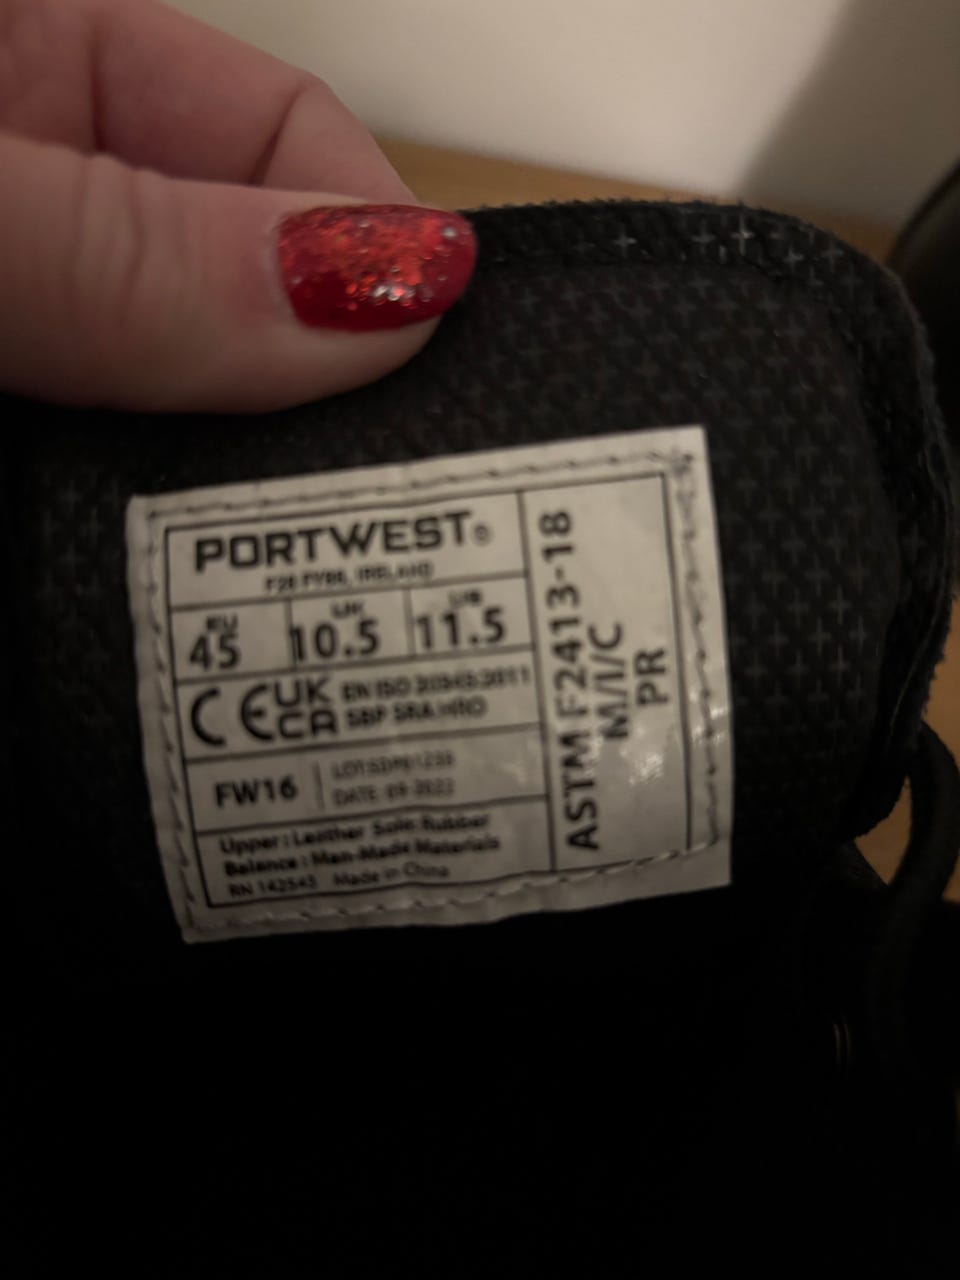 PORTWEST®
F28 FY88, IRELAND
EU UK US
45 10.5 11.5
CE UK CA EN ISO 20345:2011
SBP SRA HRO
FW16
DATE: 09-2022
Upper: Leather Sole: Rubber
Balance: Man-Made Materials
RN 142543 Made in China
ASTM F2413-18
M/I/C
PR